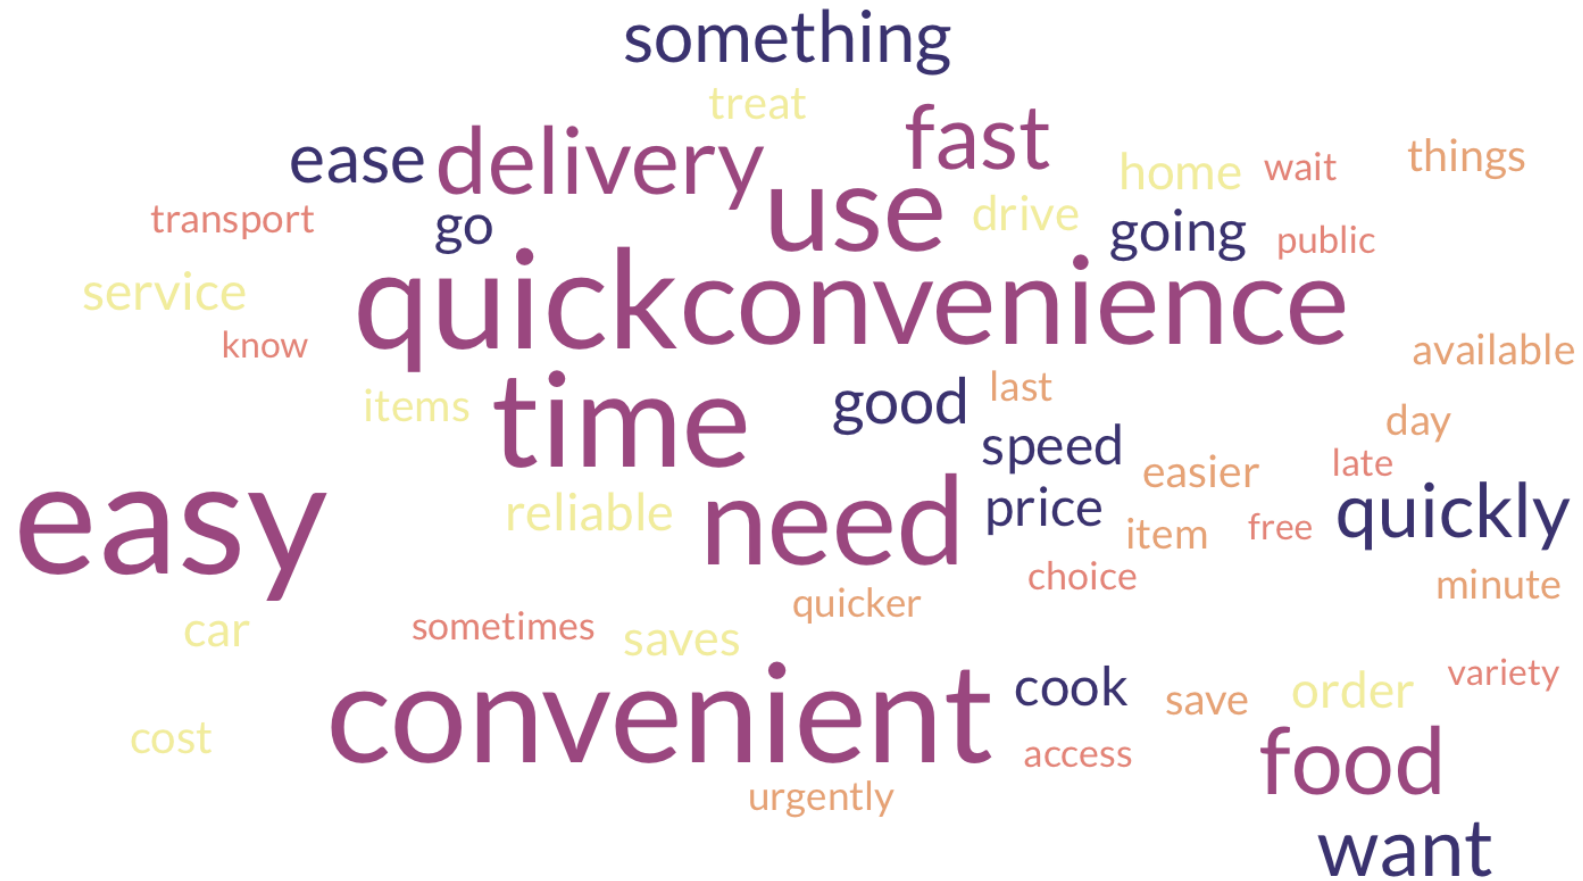 something
treat
ease delivery fast
home wait things
transport go use drive going public
service quick convenience
know available
items time good last
day
speed
easy reliable need price easier late quickly
item free
choice
quicker minute
car sometimes saves
convenient cook save order variety
cost access food
urgently
want